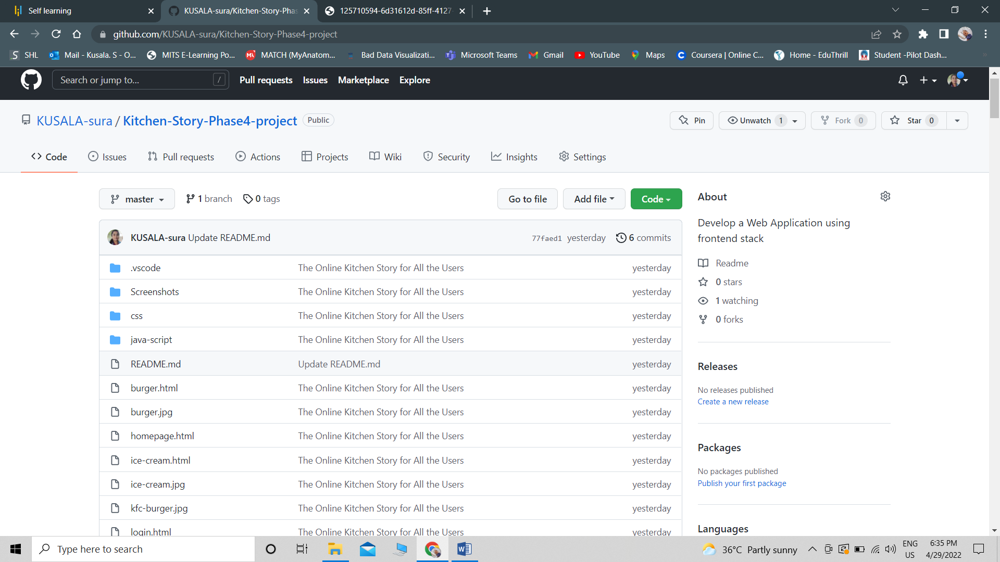 Self learning
KUSALA-sura/Kitchen-Story-Phas
125710594-6d31612d-85ff-4127-
github.com/KUSALA-sura/Kitchen-Story-Phase4-project
SHL
Mail - Kusala. S - O...
MITS E-Learning Po...
MATCH (MyAnatom...
Bad Data Visualizati...
Microsoft Teams
Gmail
YouTube
Maps
Coursera | Online C...
Home - EduThrill
Student -Pilot Dash...
Search or jump to...
/
Pull requests
Issues
Marketplace
Explore
KUSALA-sura / Kitchen-Story-Phase4-project
Public
Pin
Unwatch 1
Fork 0
Star 0
Code
Issues
Pull requests
Actions
Projects
Wiki
Security
Insights
Settings
master
1 branch
0 tags
Go to file
Add file
Code
KUSALA-sura Update README.md
77faed1 yesterday
6 commits
.vscode The Online Kitchen Story for All the Users yesterday
Screenshots The Online Kitchen Story for All the Users yesterday
css The Online Kitchen Story for All the Users yesterday
java-script The Online Kitchen Story for All the Users yesterday
README.md Update README.md yesterday
burger.html The Online Kitchen Story for All the Users yesterday
burger.jpg The Online Kitchen Story for All the Users yesterday
homepage.html The Online Kitchen Story for All the Users yesterday
ice-cream.html The Online Kitchen Story for All the Users yesterday
ice-cream.jpg The Online Kitchen Story for All the Users yesterday
kfc-burger.jpg The Online Kitchen Story for All the Users yesterday
login.html The Online Kitchen Story for All the Users yesterday
About
Develop a Web Application using
frontend stack
Readme
0 stars
1 watching
0 forks
Releases
No releases published
Create a new release
Packages
No packages published
Publish your first package
Languages
Type here to search
36°C Partly sunny
ENG
US
6:35 PM
4/29/2022